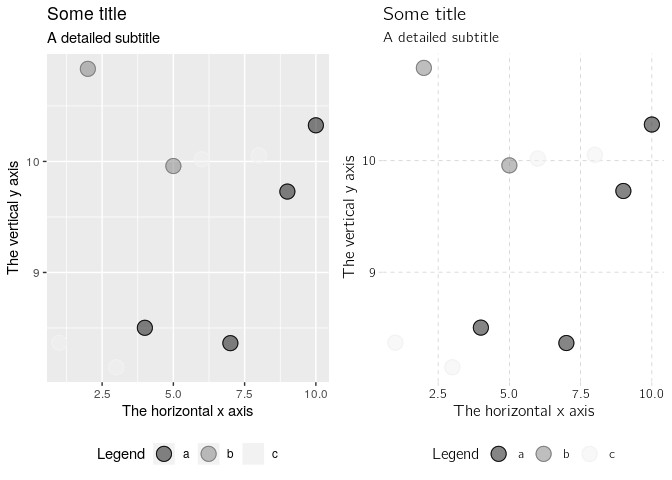 Some title
A detailed subtitle
The vertical y axis
10
9
2.5 5.0 7.5 10.0
The horizontal x axis
Legend a b c
Some title
A detailed subtitle
The vertical y axis
10
9
2.5 5.0 7.5 10.0
The horizontal x axis
Legend a b c